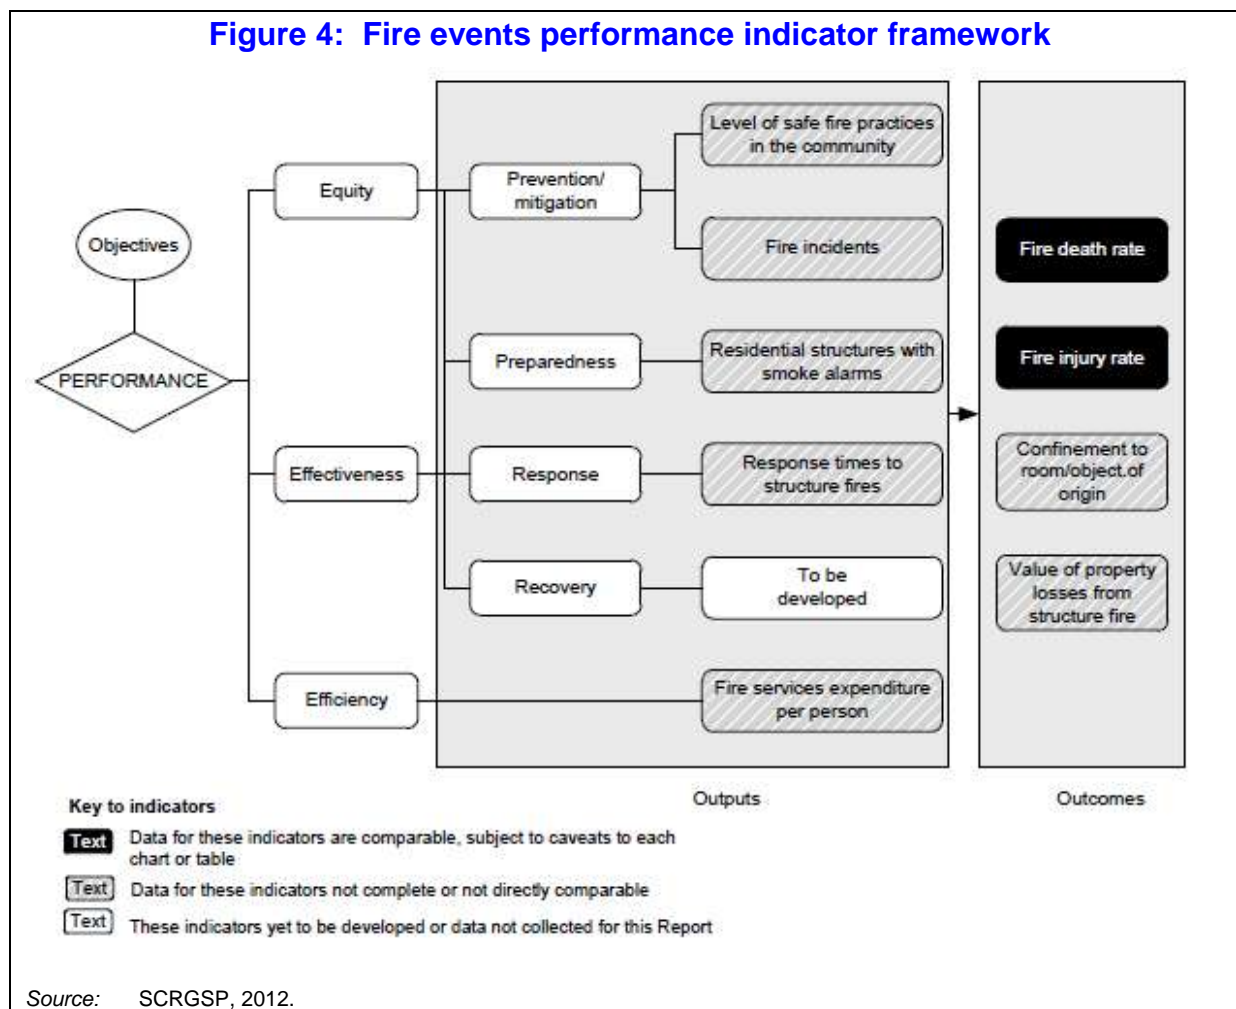 Figure 4:  Fire events performance indicator framework
Objectives
PERFORMANCE
Equity
Effectiveness
Efficiency
Prevention/
mitigation
Preparedness
Response
Recovery
Level of safe fire practices
in the community
Fire incidents
Residential structures with
smoke alarms
Response times to
structure fires
To be
developed
Fire services expenditure
per person
Outputs
Fire death rate
Fire injury rate
Confinement to
room/object.of
origin
Value of property
losses from
structure fire
Outcomes
Key to indicators
Text Data for these indicators are comparable, subject to caveats to each
chart or table
Text Data for these indicators not complete or not directly comparable
Text These indicators yet to be developed or data not collected for this Report
Source: SCRGSP, 2012.